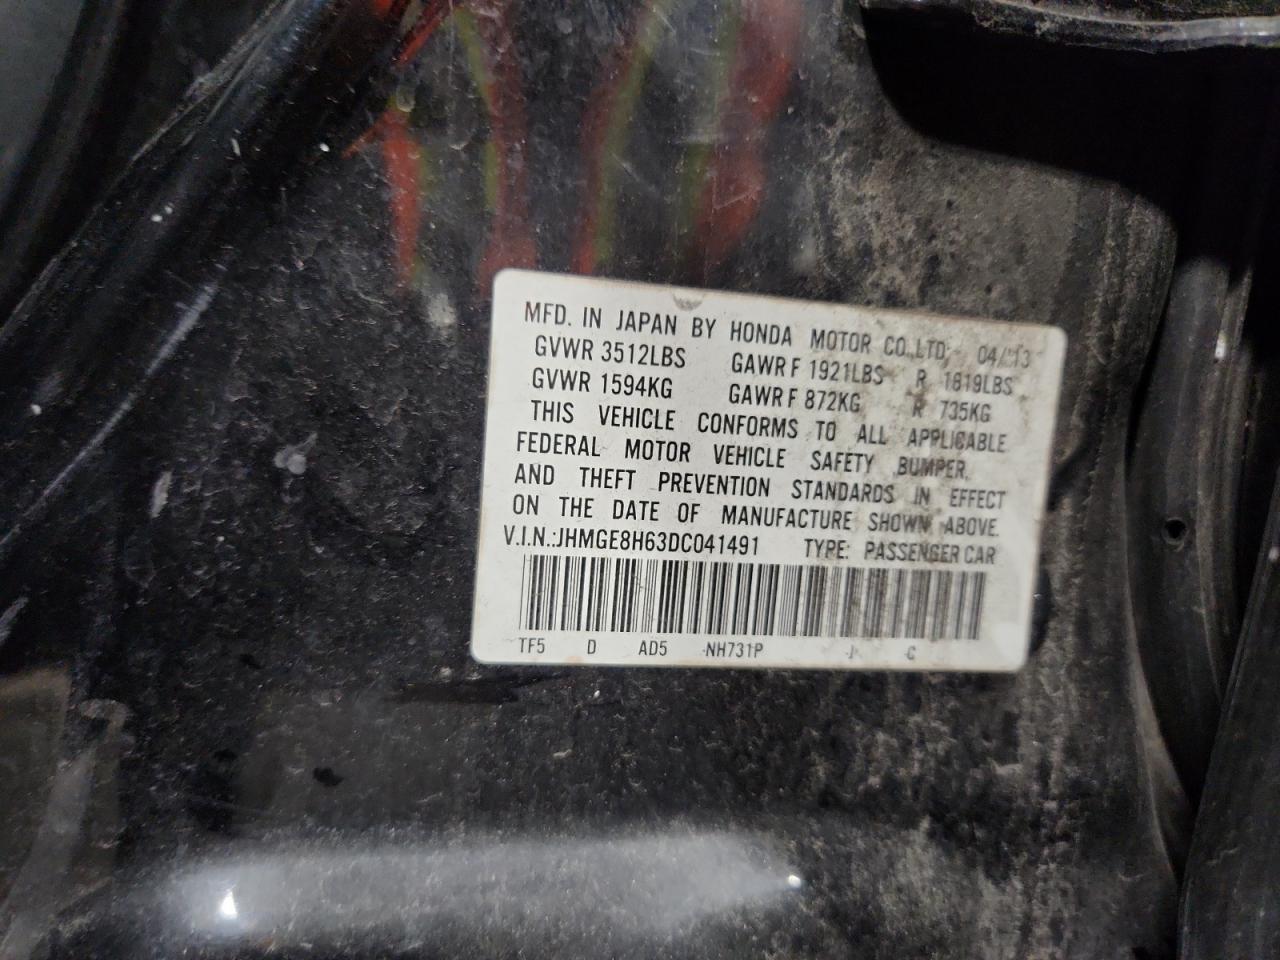 MFD. IN JAPAN BY HONDA MOTOR CO.,LTD. 04/13
GVWR 3512LBS GAWR F 1921LBS R 1619LBS
GVWR 1594KG GAWR F 872KG R 735KG
THIS VEHICLE CONFORMS TO ALL APPLICABLE
FEDERAL MOTOR VEHICLE SAFETY BUMPER,
AND THEFT PREVENTION STANDARDS IN EFFECT
ON THE DATE OF MANUFACTURE SHOWN ABOVE.
V.I.N.:JHMGE8H63DC041491 TYPE: PASSENGER CAR
TF5 D AD5 NH731P J C